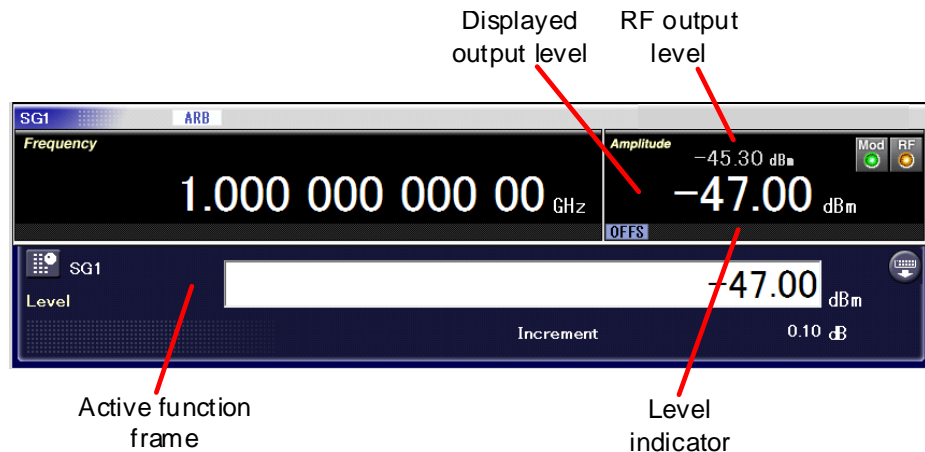 Displayed output level
RF output level
SG1 ARB
Frequency
1.000 000 000 00 GHz
Amplitude
-45.30 dBm
Mod RF
-47.00 dBm
OFFS
SG1
Level
-47.00 dBm
Increment 0.10 dB
Active function frame
Level indicator